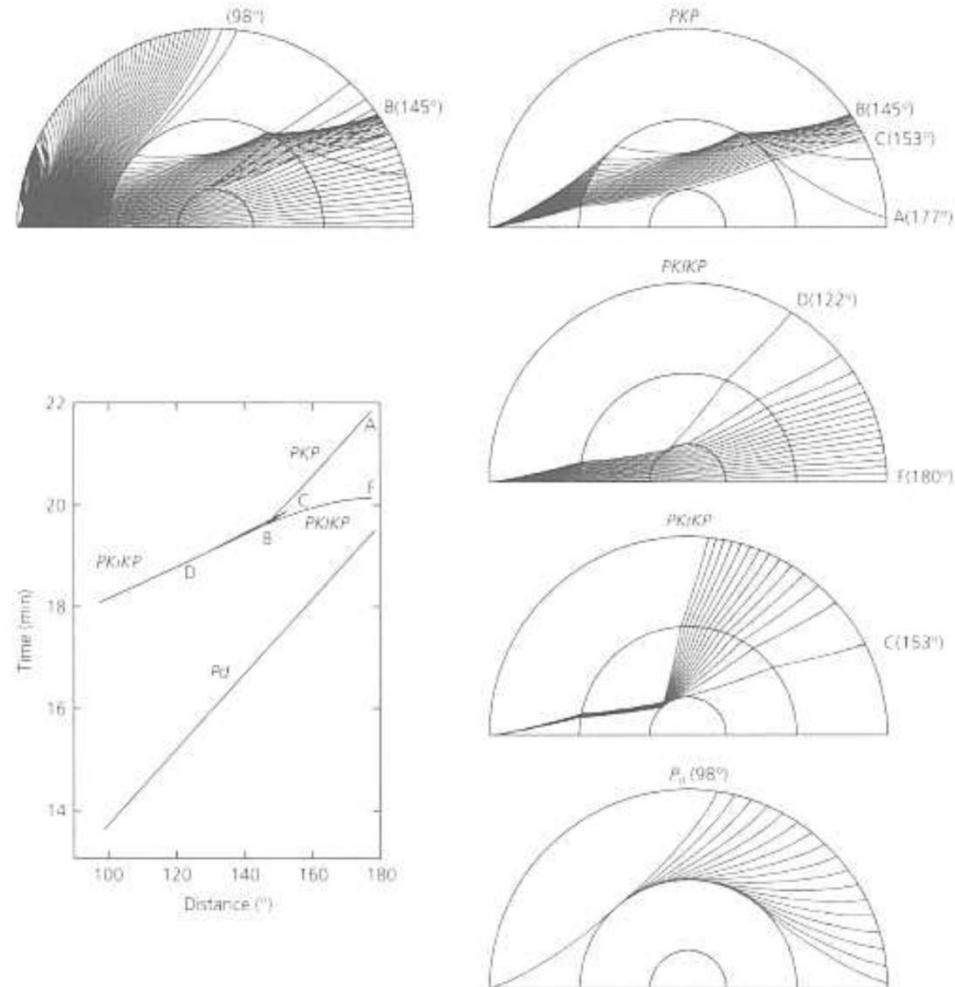 (98°)
B(145°)
PKP
B(145°)
C(153°)
A(177°)
PKIKP
D(122°)
F(180°)
PKiKP
C(153°)
Pd (98°)
22
20
18
16
14
Time (min)
100 120 140 160 180
Distance (°)
PKP
A
F
C
PKIKP
B
PKiKP
D
Pd